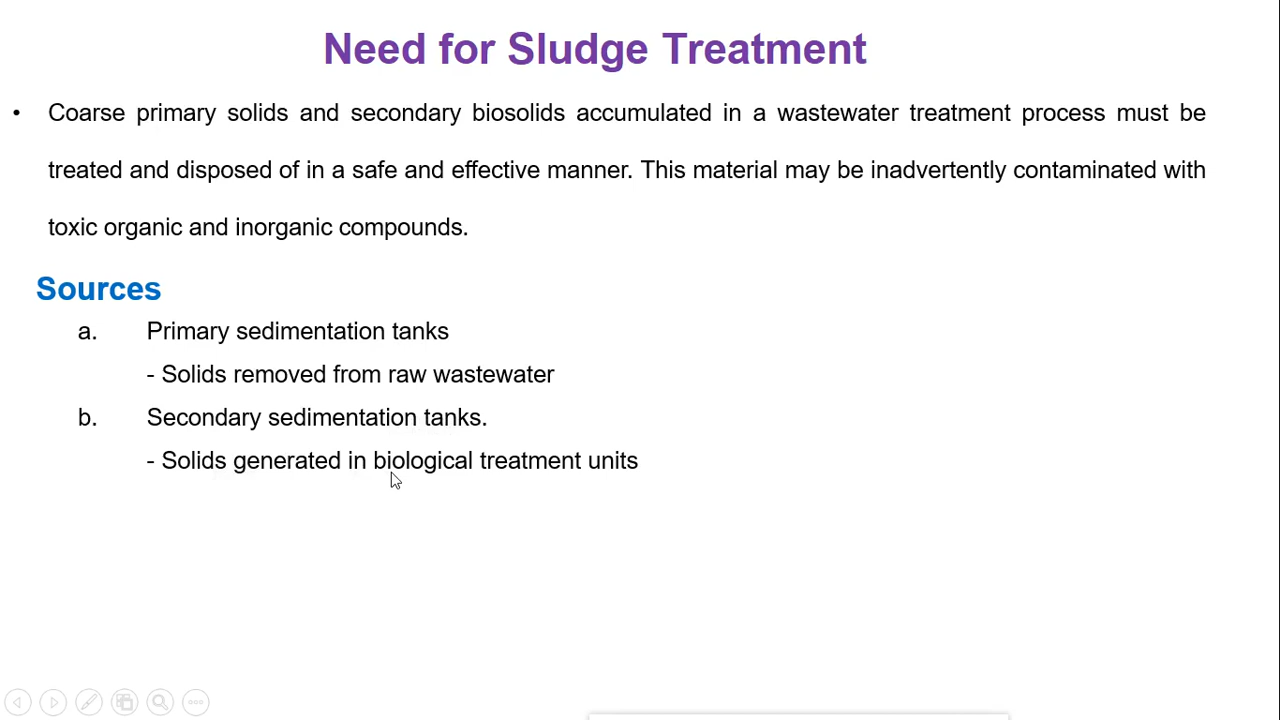 Need for Sludge Treatment
• Coarse primary solids and secondary biosolids accumulated in a wastewater treatment process must be
treated and disposed of in a safe and effective manner. This material may be inadvertently contaminated with
toxic organic and inorganic compounds.
Sources
a. Primary sedimentation tanks
- Solids removed from raw wastewater
b. Secondary sedimentation tanks.
- Solids generated in biological treatment units